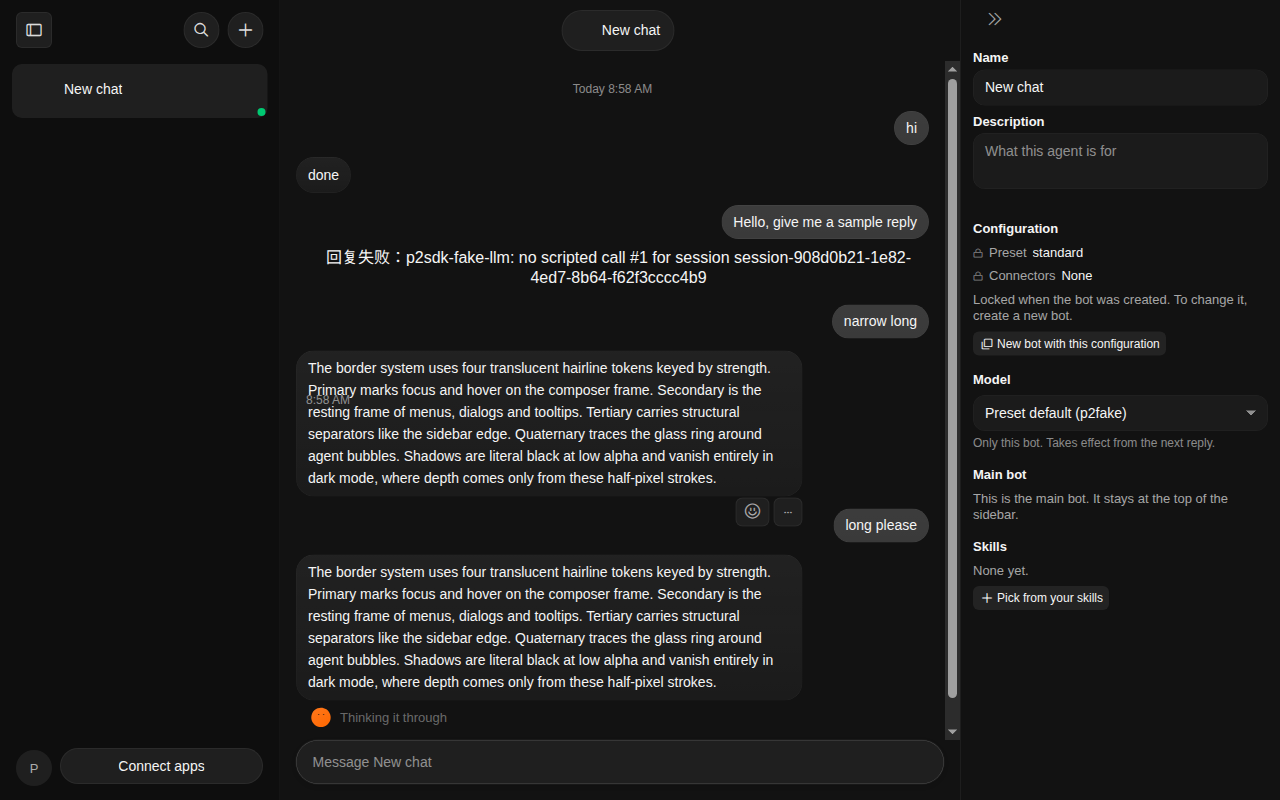 New chat
P
Connect apps
New chat
Today 8:58 AM
hi
done
Hello, give me a sample reply
回复失败：p2sdk-fake-llm: no scripted call #1 for session session-908d0b21-1e82-
4ed7-8b64-f62f3cccc4b9
narrow long
The border system uses four translucent hairline tokens keyed by strength.
Primary marks focus and hover on the composer frame. Secondary is the
8:58 AM
resting frame of menus, dialogs and tooltips. Tertiary carries structural
separators like the sidebar edge. Quaternary traces the glass ring around
agent bubbles. Shadows are literal black at low alpha and vanish entirely in
dark mode, where depth comes only from these half-pixel strokes.
long please
The border system uses four translucent hairline tokens keyed by strength.
Primary marks focus and hover on the composer frame. Secondary is the
resting frame of menus, dialogs and tooltips. Tertiary carries structural
separators like the sidebar edge. Quaternary traces the glass ring around
agent bubbles. Shadows are literal black at low alpha and vanish entirely in
dark mode, where depth comes only from these half-pixel strokes.
Thinking it through
Message New chat
Name
New chat
Description
What this agent is for
Configuration
Preset standard
Connectors None
Locked when the bot was created. To change it,
create a new bot.
New bot with this configuration
Model
Preset default (p2fake)
Only this bot. Takes effect from the next reply.
Main bot
This is the main bot. It stays at the top of the
sidebar.
Skills
None yet.
Pick from your skills